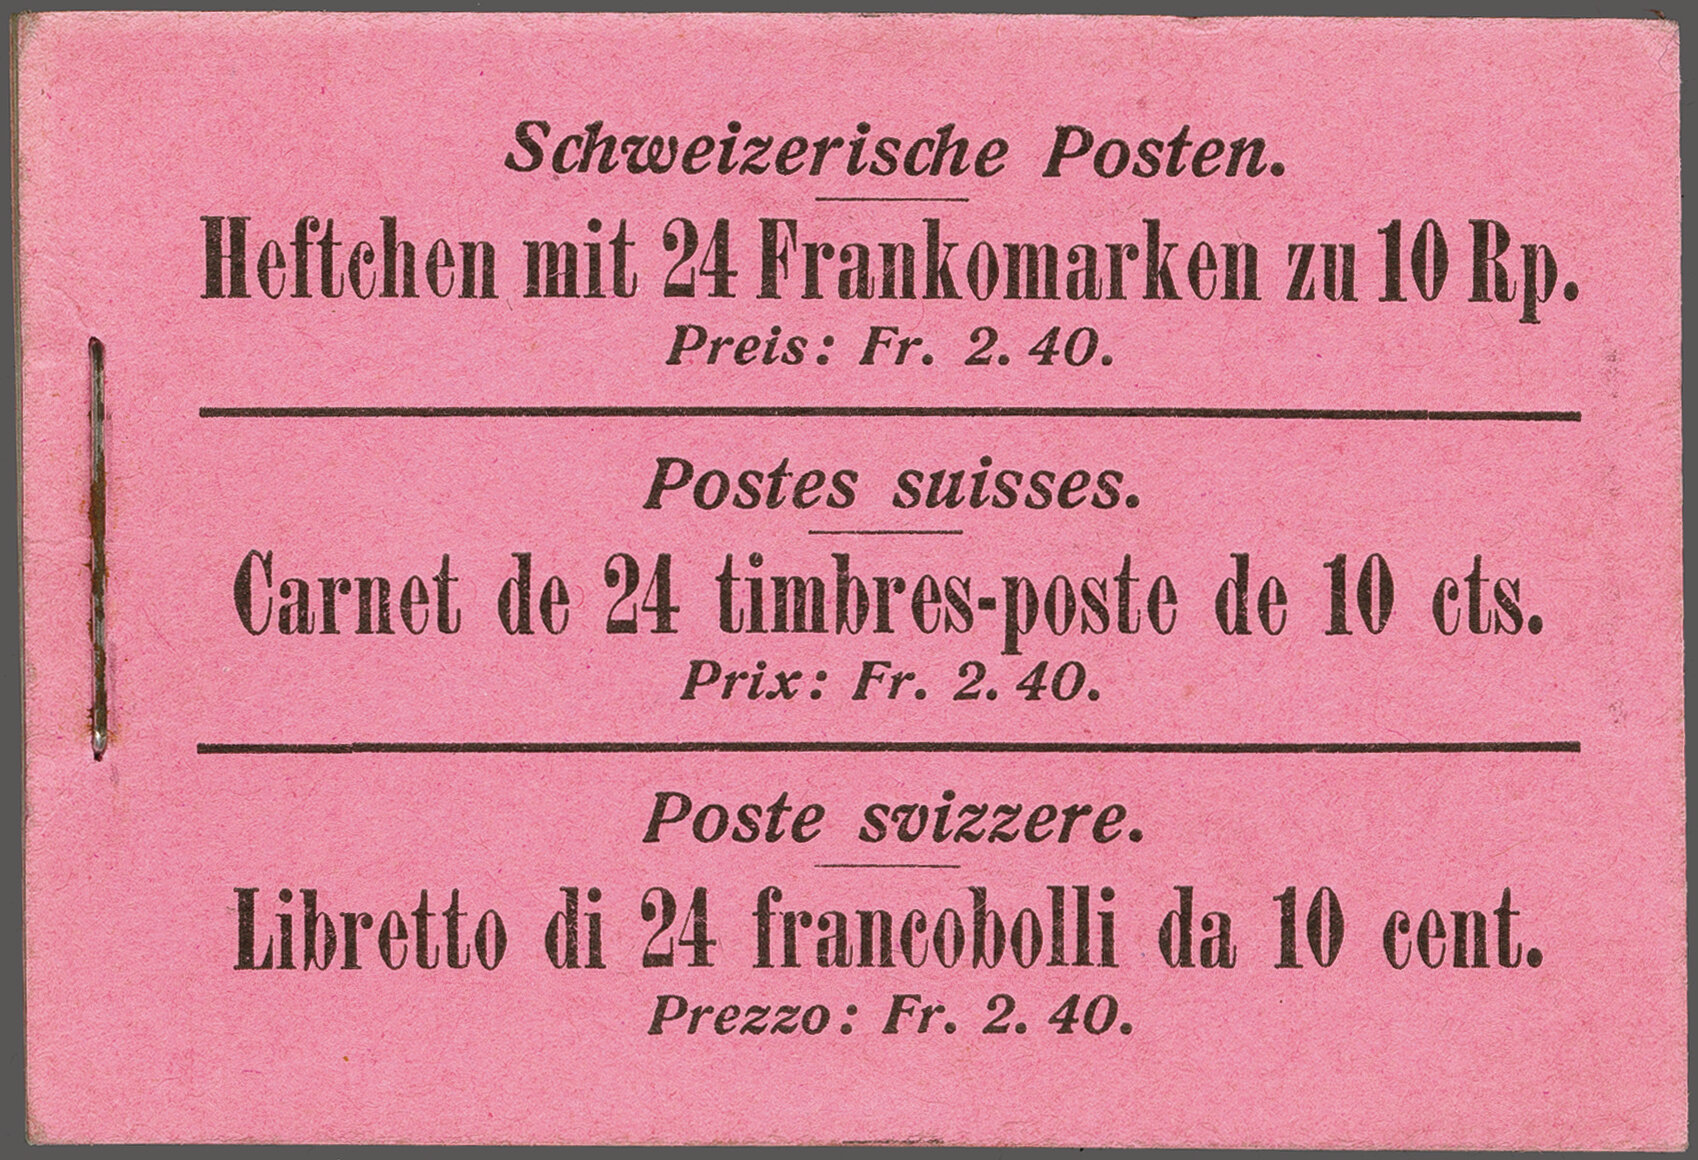 Schweizerische Posten.
Heftchen mit 24 Frankomarken zu 10 Rp.
Preis: Fr. 2. 40.
Postes suisses.
Carnet de 24 timbres-poste de 10 cts.
Prix: Fr. 2. 40.
Poste svizzere.
Libretto di 24 francobolli da 10 cent.
Prezzo: Fr. 2. 40.